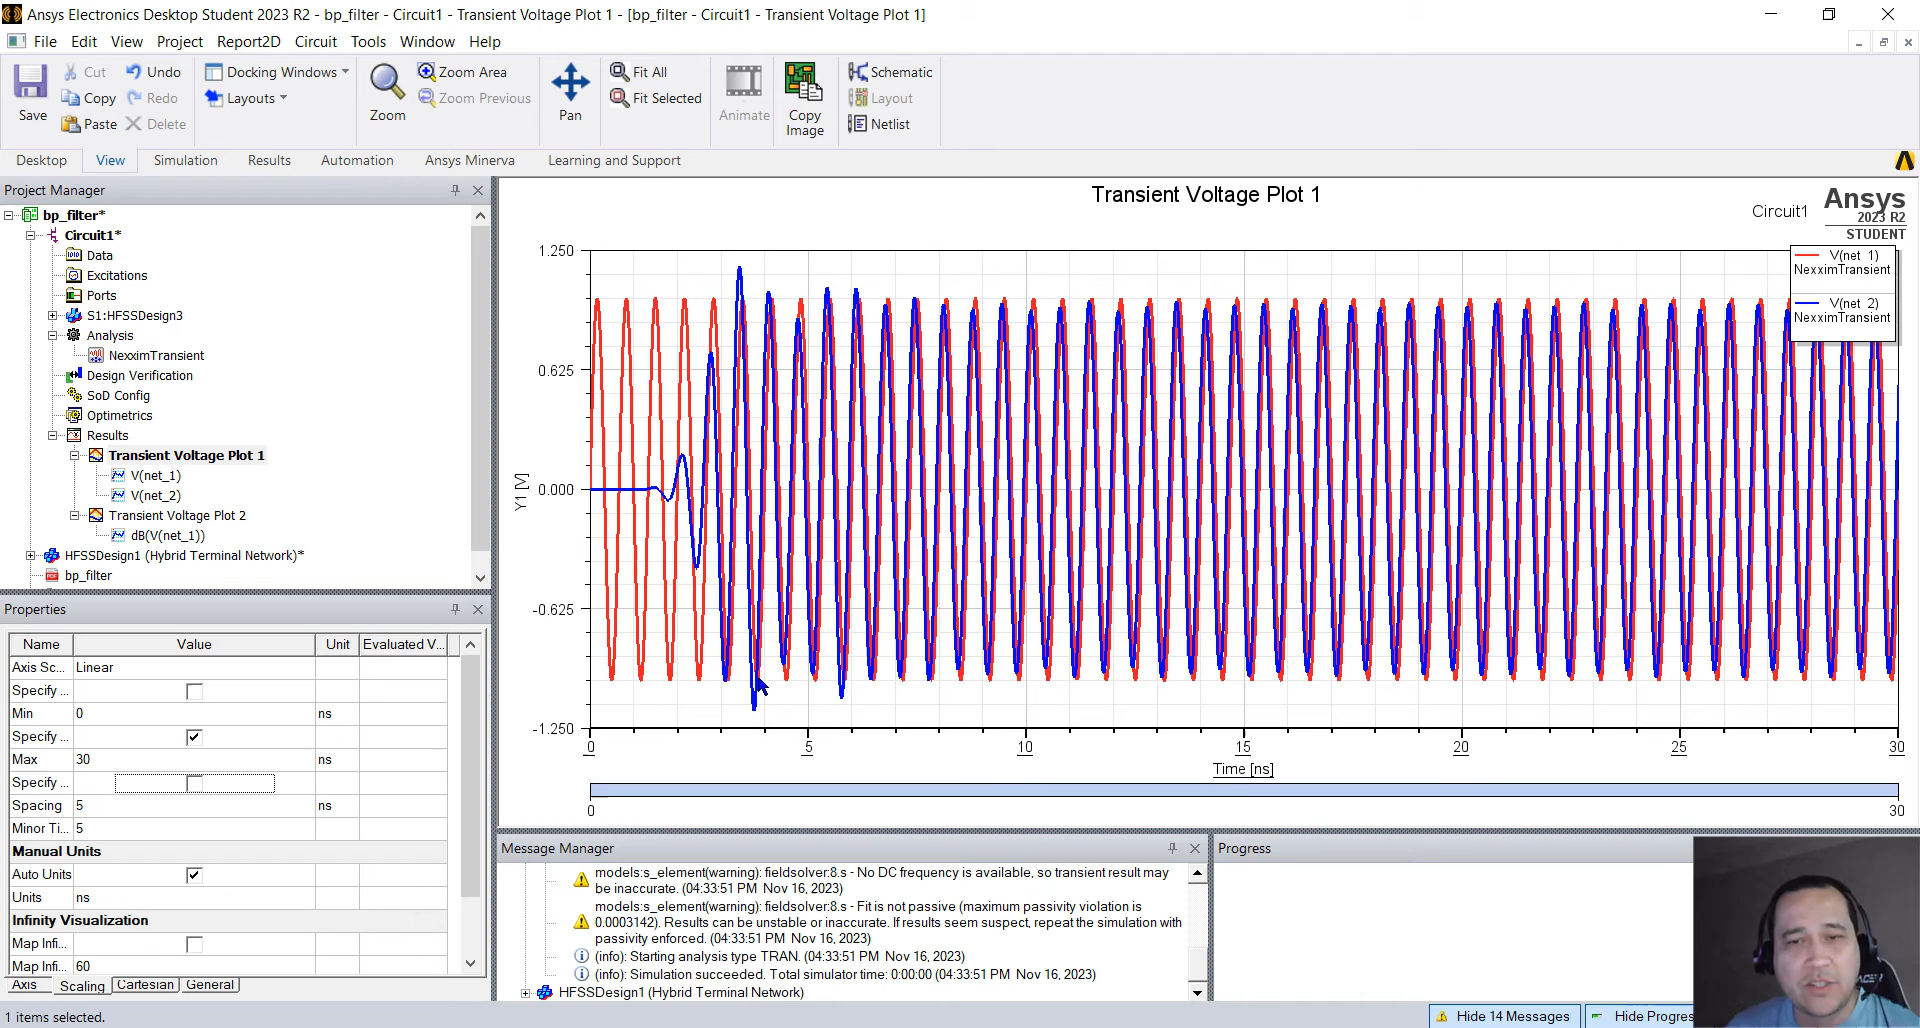 Ansys Electronics Desktop Student 2023 R2 - bp_filter - Circuit1 - Transient Voltage Plot 1 - [bp_filter - Circuit1 - Transient Voltage Plot 1]
File Edit View Project Report2D Circuit Tools Window Help
Save
Cut
Copy
Paste
Undo
Redo
Delete
Docking Windows
Layouts
Zoom
Zoom Area
Zoom Previous
Pan
Fit All
Fit Selected
Animate
Copy
Image
Schematic
Layout
Netlist
Desktop View Simulation Results Automation Ansys Minerva Learning and Support
Project Manager
bp_filter*
Circuit1*
Data
Excitations
Ports
S1:HFSSDesign3
Analysis
NexximTransient
Design Verification
SoD Config
Optimetrics
Results
Transient Voltage Plot 1
V(net_1)
V(net_2)
Transient Voltage Plot 2
dB(V(net_1))
HFSSDesign1 (Hybrid Terminal Network)*
bp_filter
Properties
Name Value Unit Evaluated V...
Axis Sc... Linear
Specify ...
Min 0 ns
Specify ...
Max 30 ns
Specify ...
Spacing 5 ns
Minor Ti... 5
Manual Units
Auto Units
Units ns
Infinity Visualization
Map Infi...
Map Infi... 60
Axis Scaling Cartesian General
1 items selected.
Transient Voltage Plot 1
Circuit1
Ansys
2023 R2
STUDENT
V(net 1)
NexximTransient
V(net 2)
NexximTransient
1.250
0.625
0.000
-0.625
-1.250
Y1 [V]
0 5 10 15 20 25 30
Time [ns]
0 30
Message Manager
models:s_element(warning): fieldsolver:8.s - No DC frequency is available, so transient result may
be inaccurate. (04:33:51 PM Nov 16, 2023)
models:s_element(warning): fieldsolver:8.s - Fit is not passive (maximum passivity violation is
0.0003142). Results can be unstable or inaccurate. If results seem suspect, repeat the simulation with
passivity enforced. (04:33:51 PM Nov 16, 2023)
(info): Starting analysis type TRAN. (04:33:51 PM Nov 16, 2023)
(info): Simulation succeeded. Total simulator time: 0:00:00 (04:33:51 PM Nov 16, 2023)
HFSSDesign1 (Hybrid Terminal Network)
Progress
Hide 14 Messages
Hide Progres